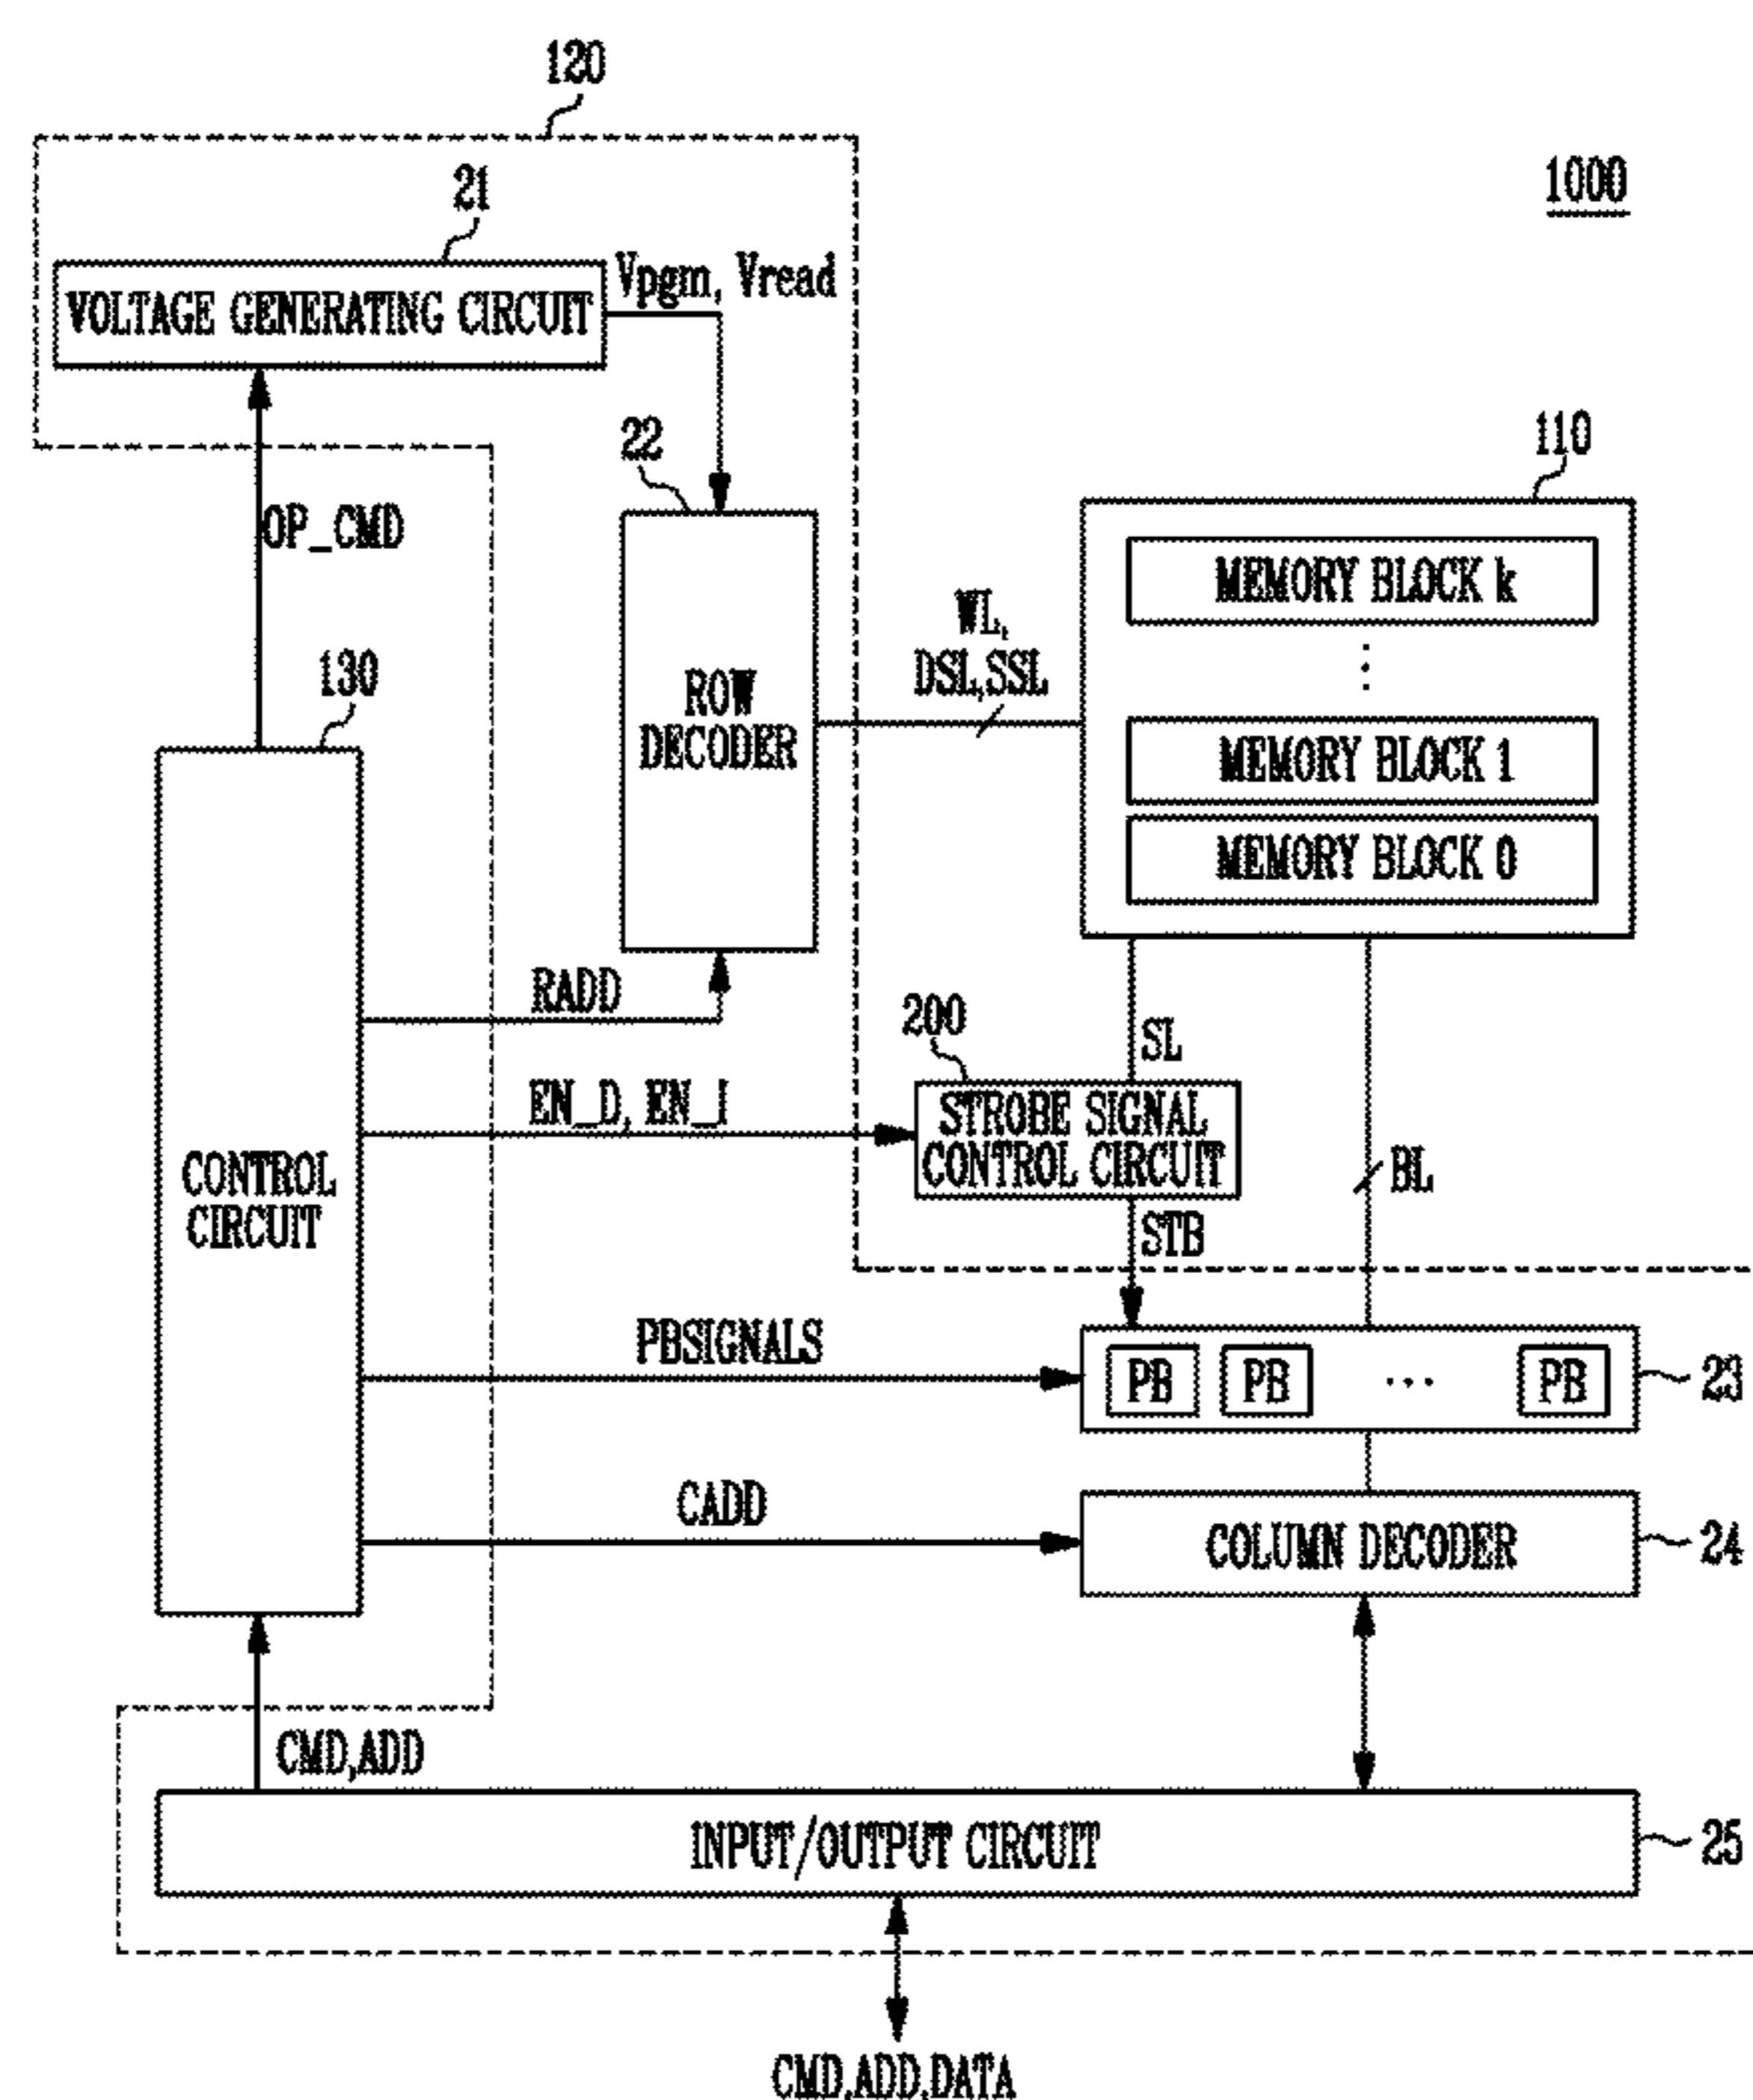 120
1000
21
VOLTAGE GENERATING CIRCUIT
Vpgm, Vread
22
110
OP_CMD
MEMORY BLOCK k
WL,
DSL,SSL
130
ROW
DECODER
MEMORY BLOCK 1
MEMORY BLOCK 0
RADD
200
SL
EN_D, EN_I
STROBE SIGNAL
CONTROL CIRCUIT
BL
CONTROL
CIRCUIT
STB
PBSIGNALS
PB PB ... PB
23
CADD
COLUMN DECODER
24
CMD,ADD
INPUT/OUTPUT CIRCUIT
25
CMD,ADD,DATA